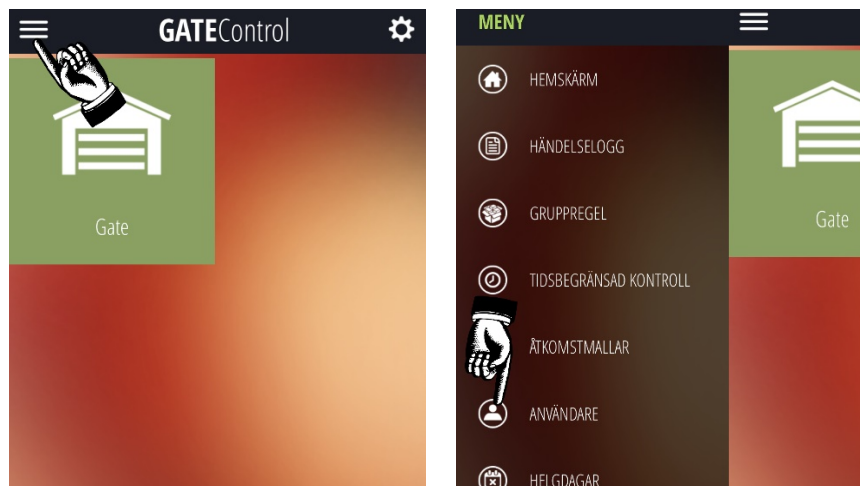 GATEControl
Gate
MENY
HEMSKÄRM
HÄNDELSELOGG
GRUPPREGEL
TIDSBEGRÄNSAD KONTROLL
ÅTKOMSTMALLAR
ANVÄNDARE
HELGDAGAR
Gate